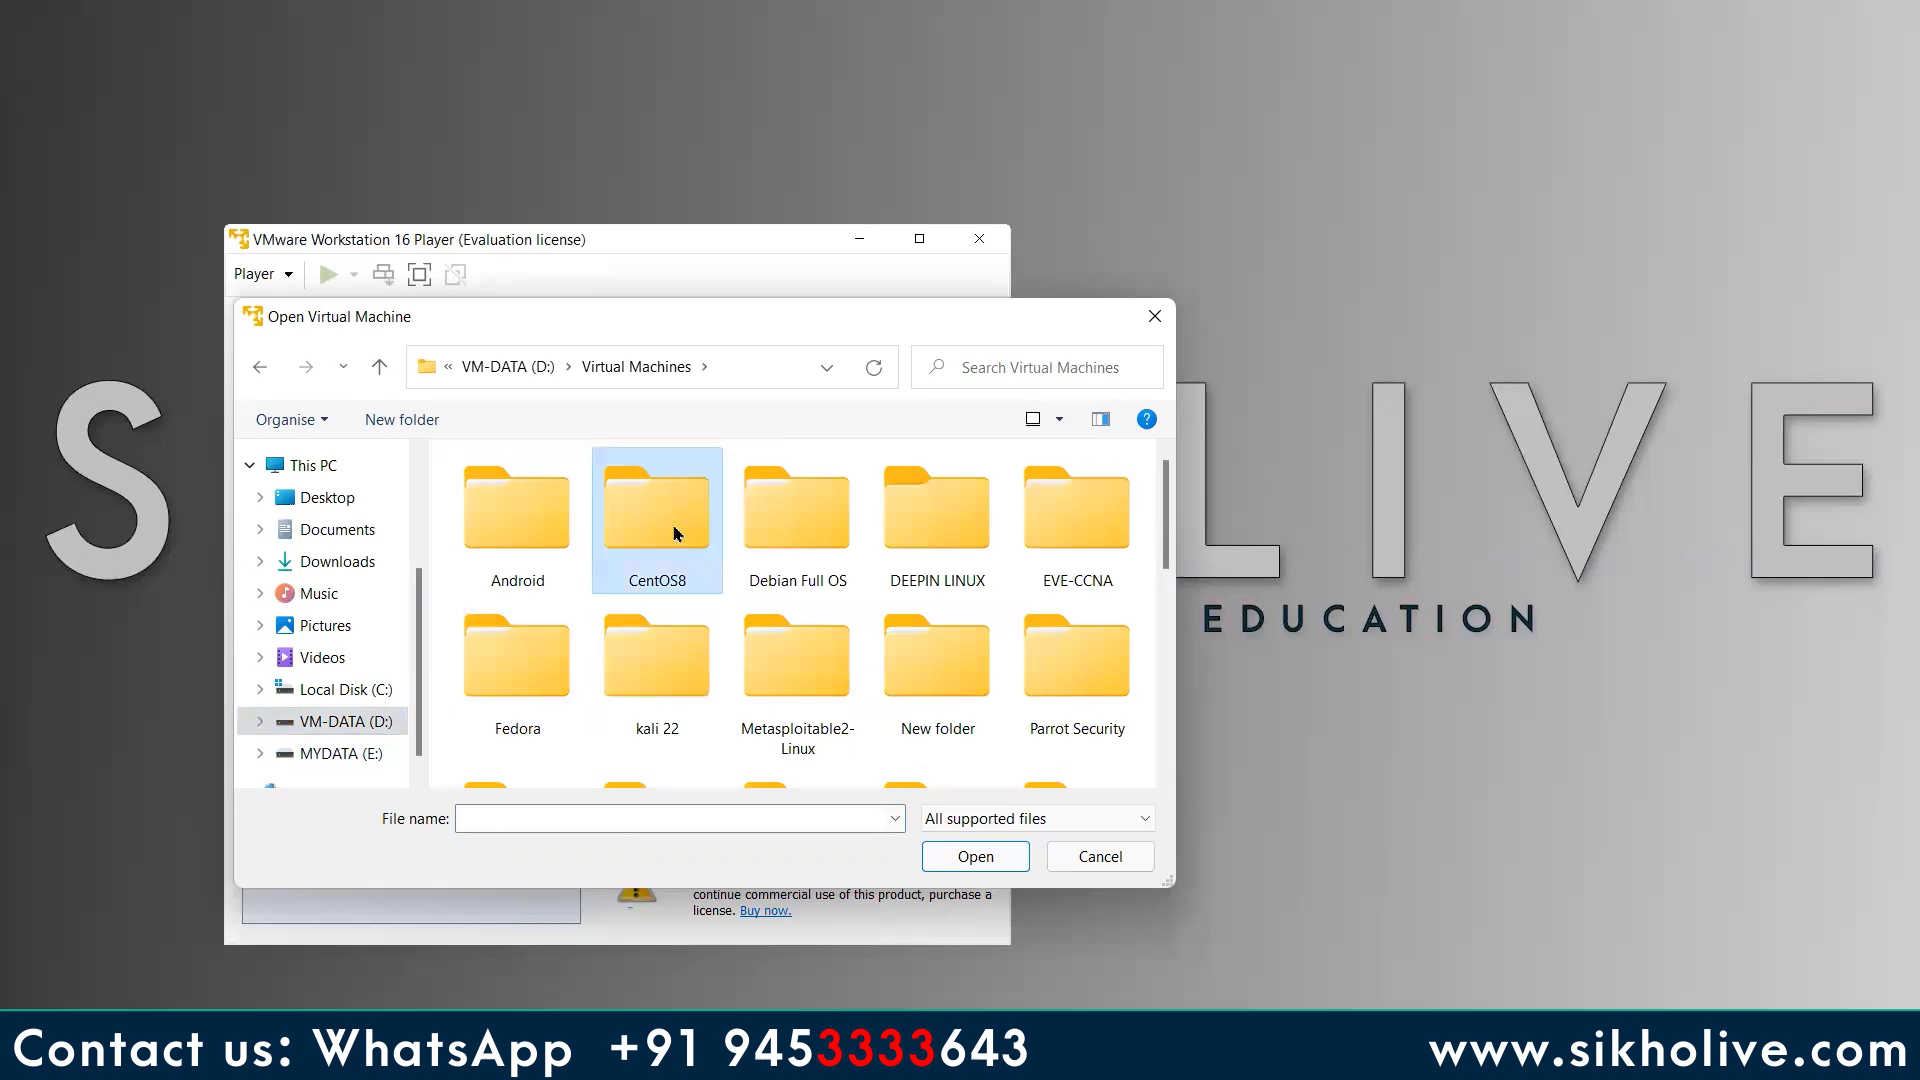 VMware Workstation 16 Player (Evaluation license)
Player
Open Virtual Machine
« VM-DATA (D:) > Virtual Machines >
Search Virtual Machines
Organise
New folder
?
This PC
Desktop
Documents
Downloads
Music
Pictures
Videos
Local Disk (C:)
VM-DATA (D:)
MYDATA (E:)
Android
CentOS8
Debian Full OS
DEEPIN LINUX
EVE-CCNA
Fedora
kali 22
Metasploitable2-
Linux
New folder
Parrot Security
File name:
All supported files
Open
Cancel
continue commercial use of this product, purchase a
license. Buy now.
S LIVE
EDUCATION
Contact us: WhatsApp +91 9453333643
www.sikholive.com